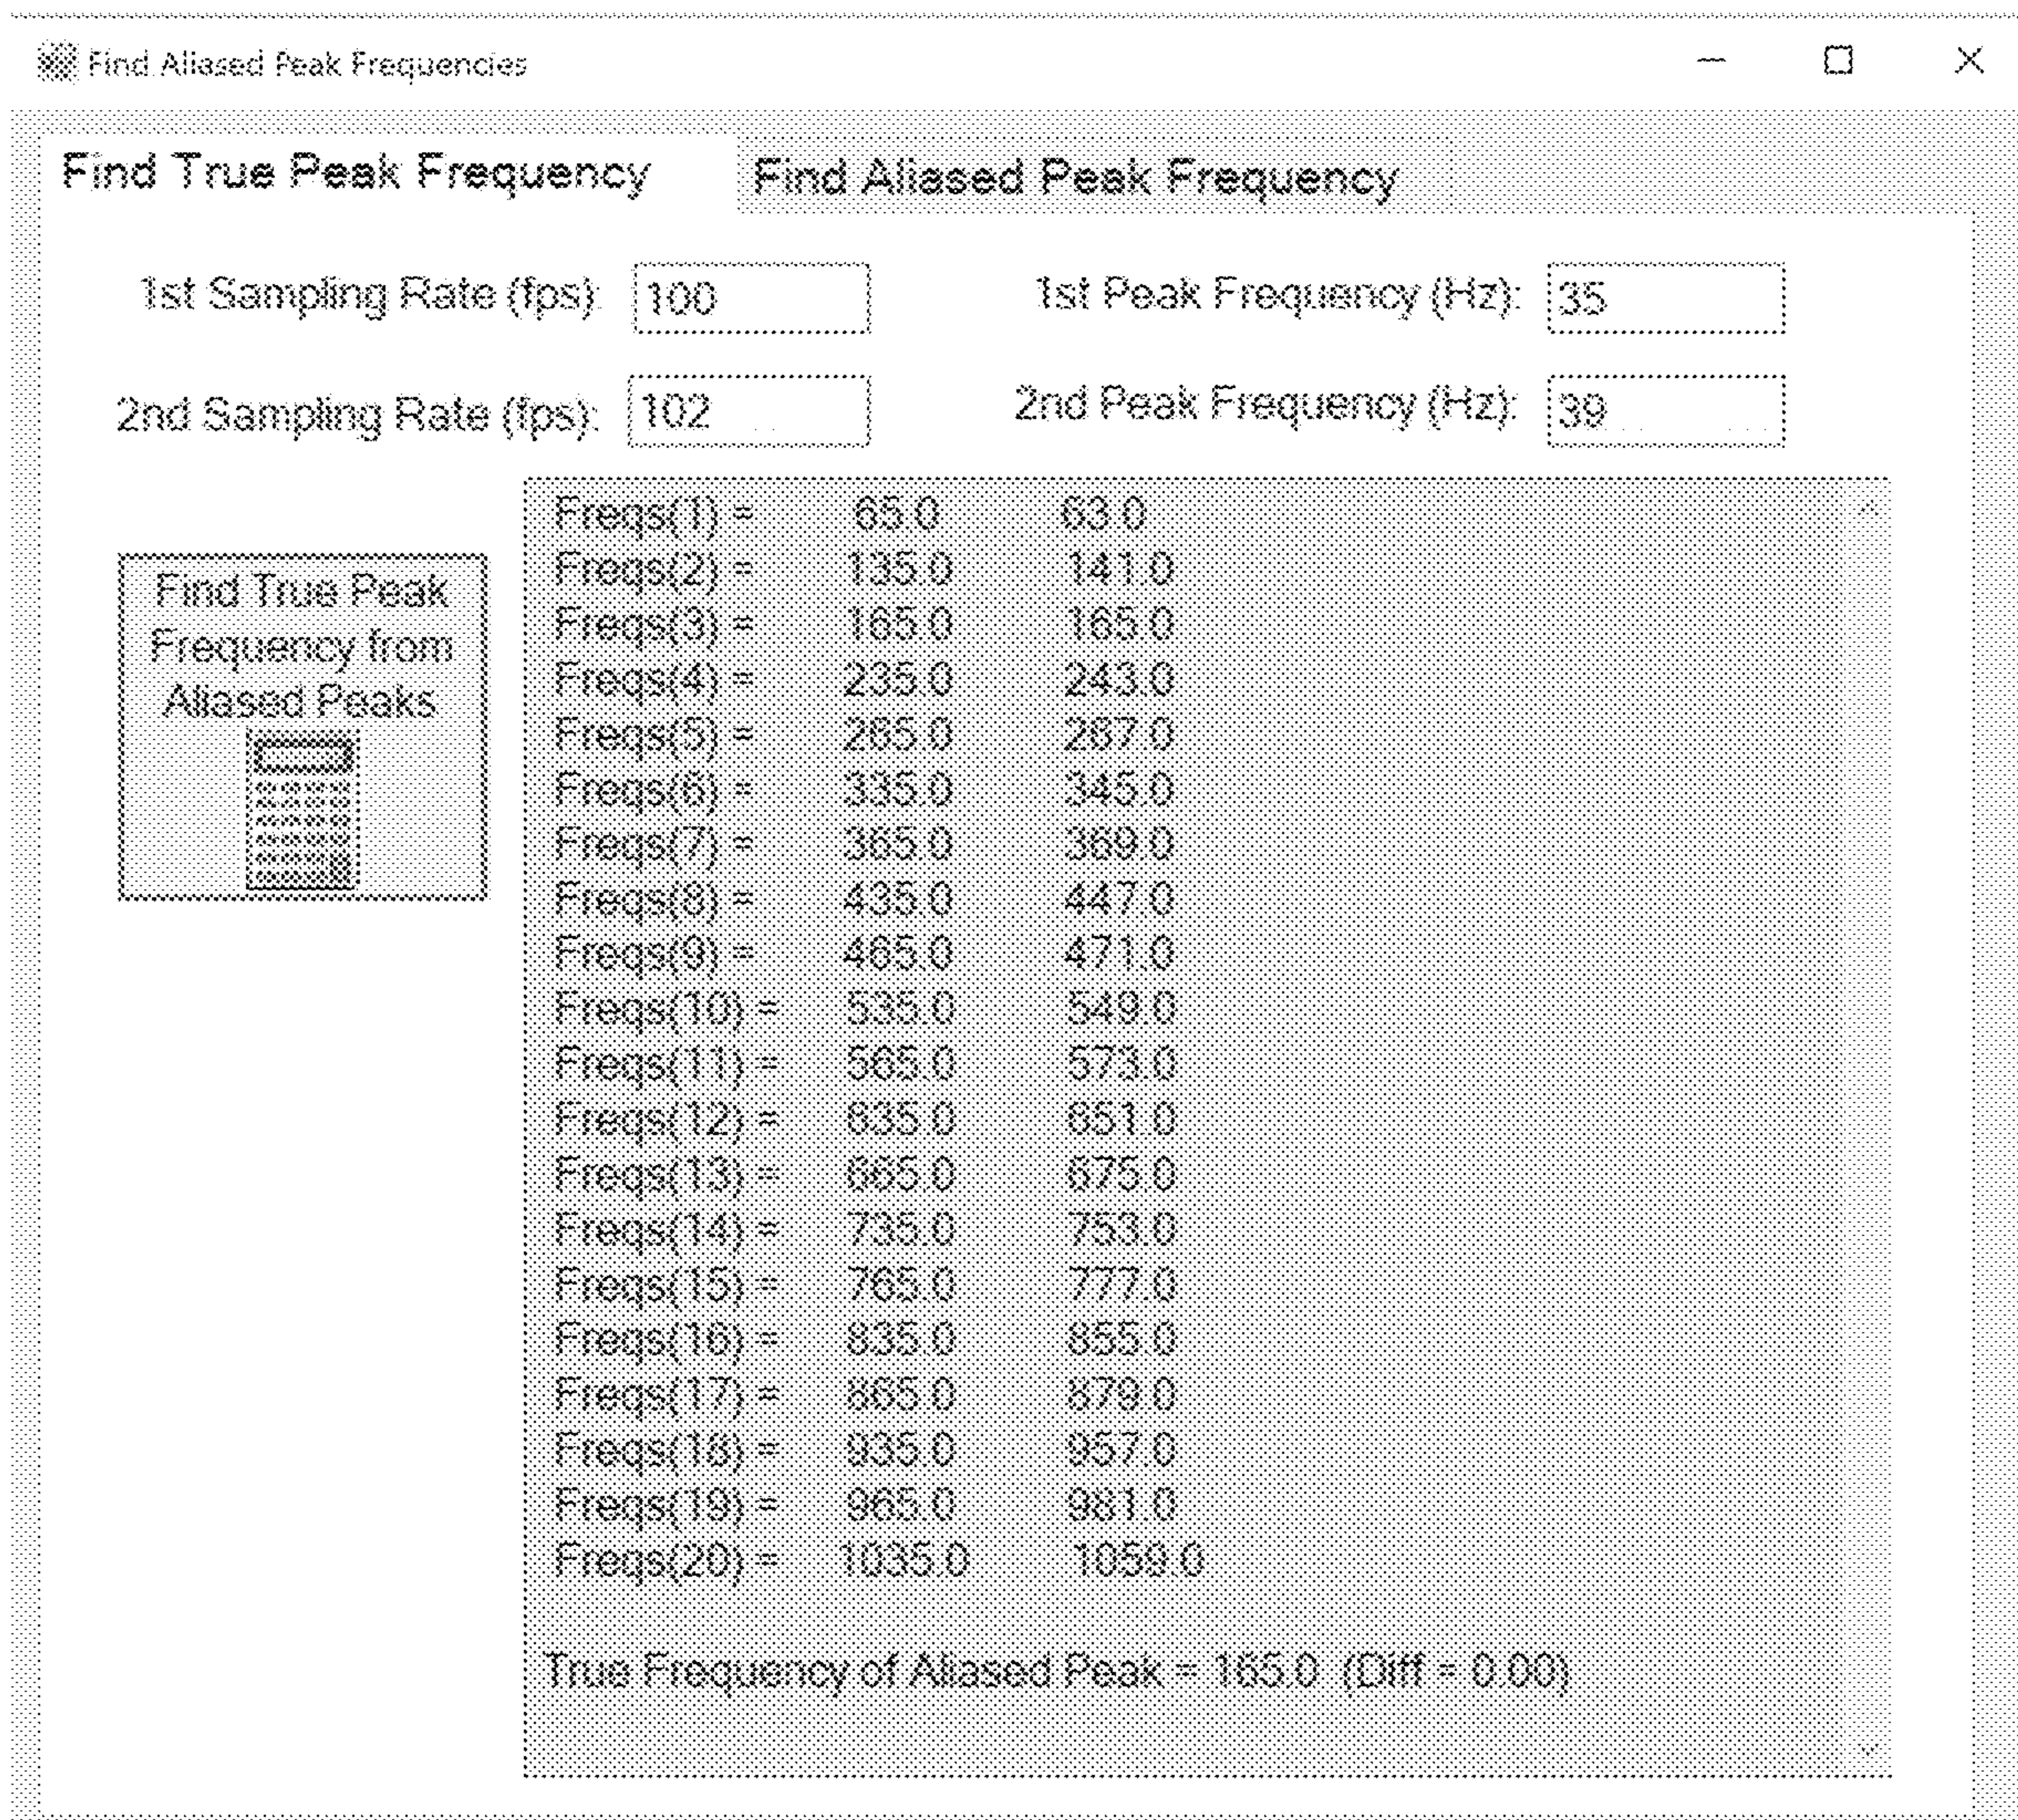 Find Aliased Peak Frequencies
Find True Peak Frequency Find Aliased Peak Frequency
1st Sampling Rate (fps): 100 1st Peak Frequency (Hz): 35
2nd Sampling Rate (fps): 102 2nd Peak Frequency (Hz): 39
Find True Peak
Frequency from
Aliased Peaks
Freqs(1) = 65.0 63.0
Freqs(2) = 135.0 141.0
Freqs(3) = 165.0 165.0
Freqs(4) = 235.0 243.0
Freqs(5) = 265.0 267.0
Freqs(6) = 335.0 345.0
Freqs(7) = 365.0 369.0
Freqs(8) = 435.0 447.0
Freqs(9) = 465.0 471.0
Freqs(10) = 535.0 549.0
Freqs(11) = 565.0 573.0
Freqs(12) = 635.0 651.0
Freqs(13) = 665.0 675.0
Freqs(14) = 735.0 753.0
Freqs(15) = 765.0 777.0
Freqs(16) = 835.0 855.0
Freqs(17) = 865.0 879.0
Freqs(18) = 935.0 957.0
Freqs(19) = 965.0 981.0
Freqs(20) = 1035.0 1059.0
True Frequency of Aliased Peak = 165.0 (Diff = 0.00)